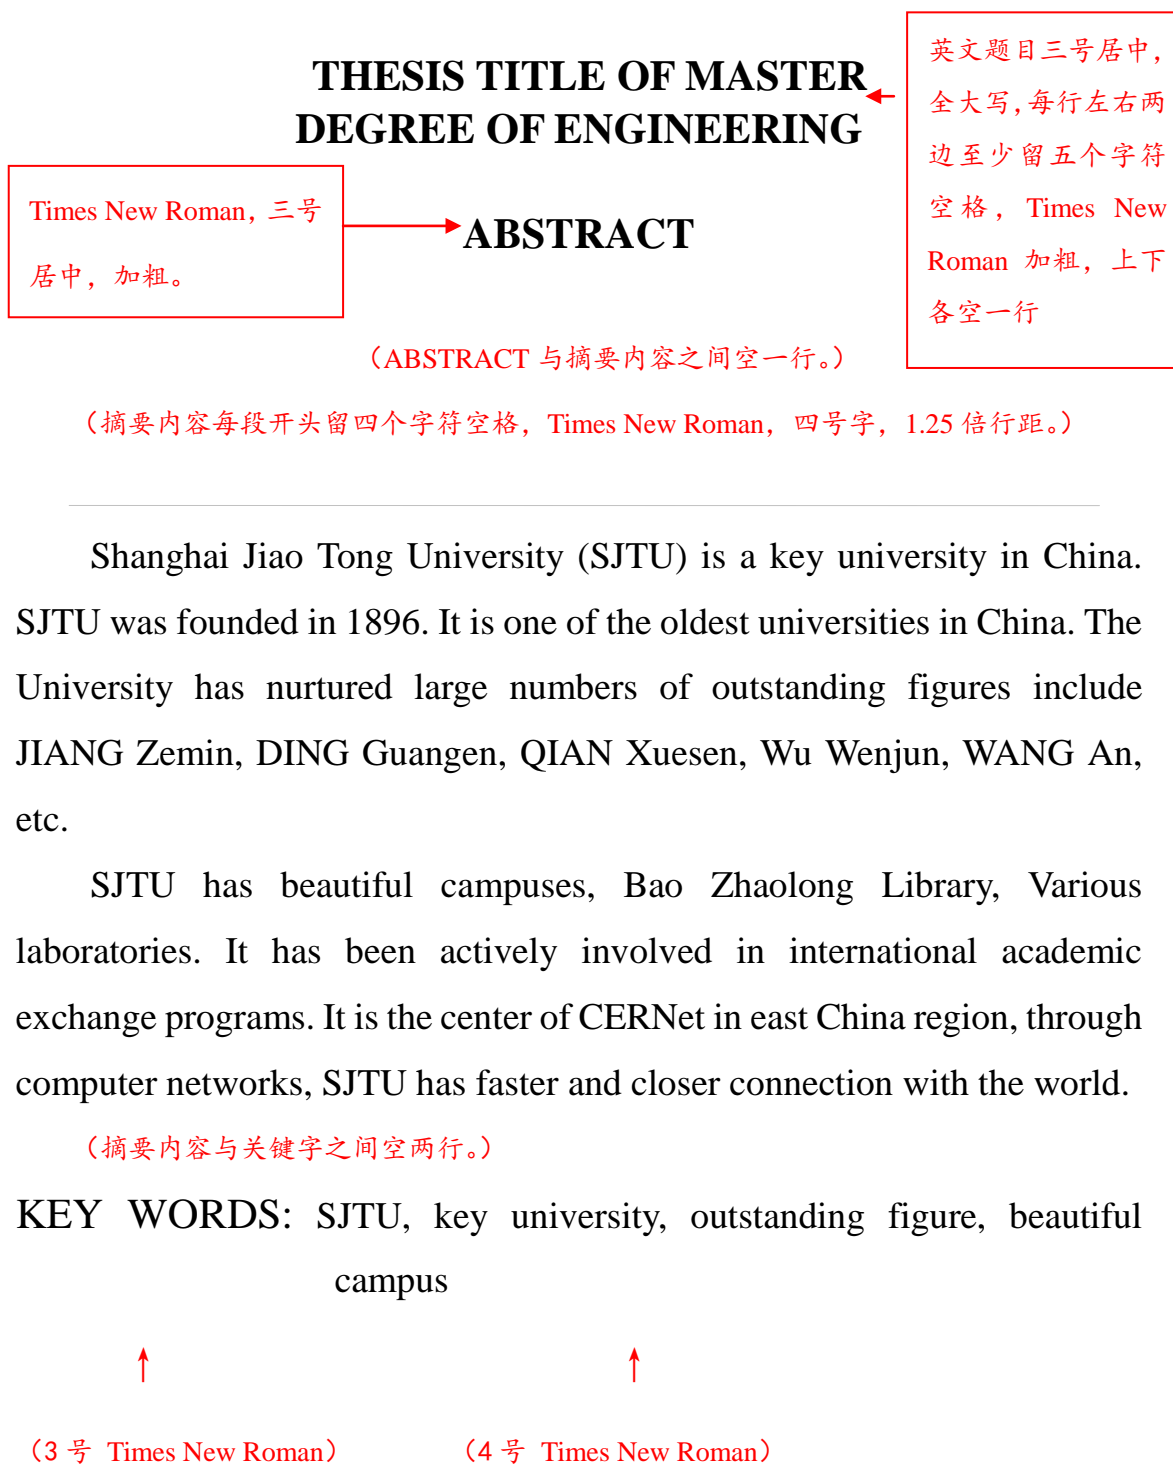 THESIS TITLE OF MASTER
DEGREE OF ENGINEERING
英文题目三号居中，
全大写，每行左右两
边至少留五个字符
空格，Times New
Roman 加粗，上下
各空一行
Times New Roman，三号
居中，加粗。
ABSTRACT
（ABSTRACT 与摘要内容之间空一行。）
（摘要内容每段开头留四个字符空格，Times New Roman，四号字，1.25 倍行距。）
Shanghai Jiao Tong University (SJTU) is a key university in China.
SJTU was founded in 1896. It is one of the oldest universities in China. The
University has nurtured large numbers of outstanding figures include
JIANG Zemin, DING Guangen, QIAN Xuesen, Wu Wenjun, WANG An,
etc.
SJTU has beautiful campuses, Bao Zhaolong Library, Various
laboratories. It has been actively involved in international academic
exchange programs. It is the center of CERNet in east China region, through
computer networks, SJTU has faster and closer connection with the world.
（摘要内容与关键字之间空两行。）
KEY WORDS: SJTU, key university, outstanding figure, beautiful
campus
（3 号 Times New Roman） （4 号 Times New Roman）